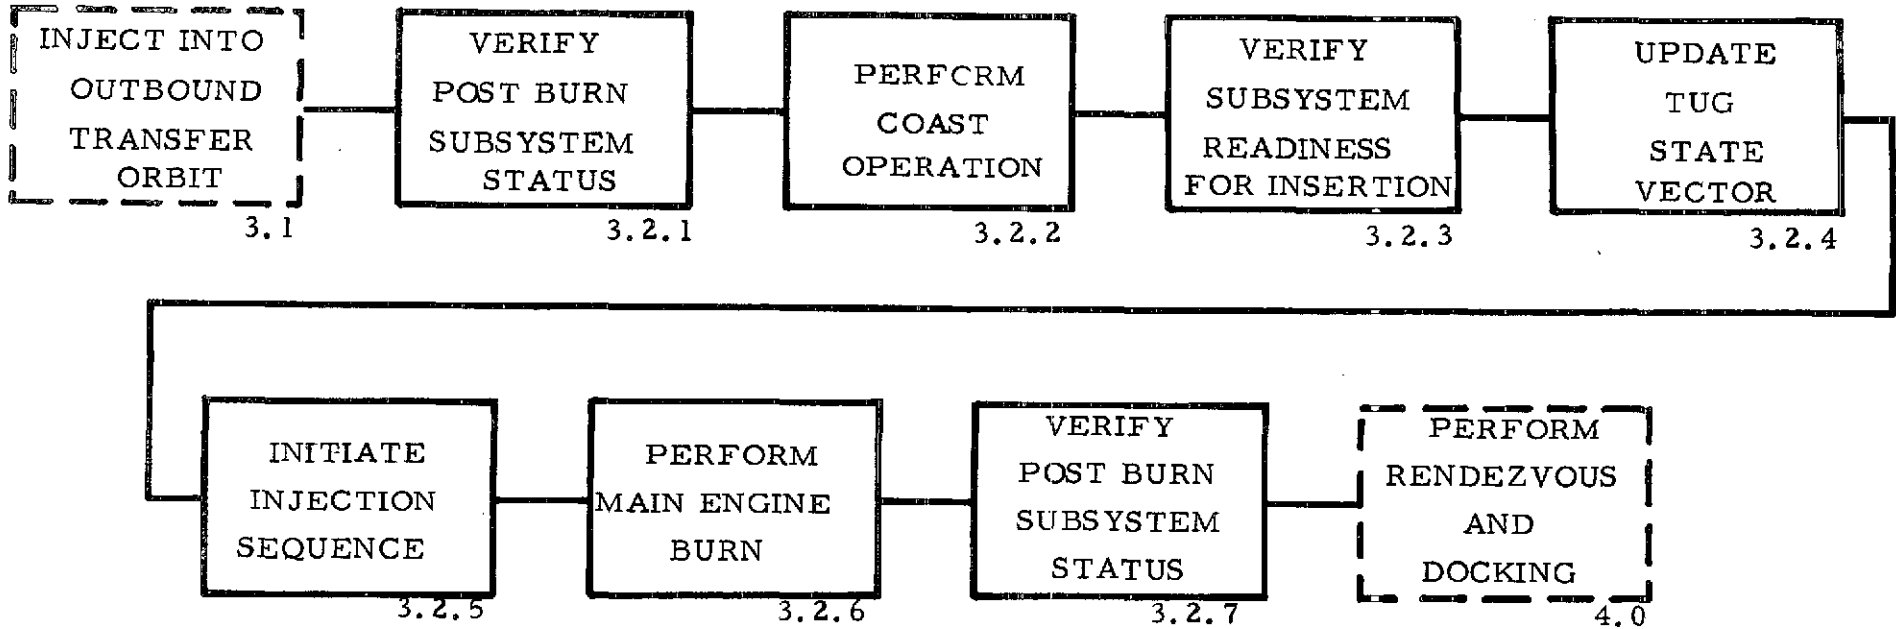 INJECT INTO
OUTBOUND
TRANSFER
ORBIT
3.1
VERIFY
POST BURN
SUBSYSTEM
STATUS
3.2.1
PERFCRM
COAST
OPERATION
3.2.2
VERIFY
SUBSYSTEM
READINESS
FOR INSERTION
3.2.3
UPDATE
TUG
STATE
VECTOR
3.2.4
INITIATE
INJECTION
SEQUENCE
3.2.5
PERFORM
MAIN ENGINE
BURN
3.2.6
VERIFY
POST BURN
SUBSYSTEM
STATUS
3.2.7
PERFORM
RENDEZVOUS
AND
DOCKING
4.0